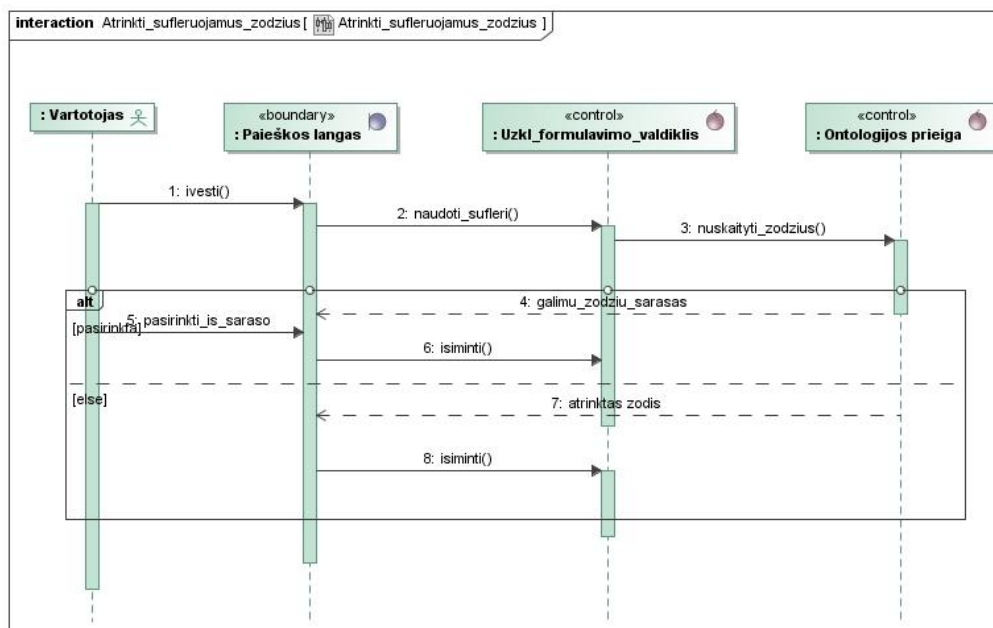 interaction Atrinkti_sufleruojamus_zodzius [ Atrinkti_sufleruojamus_zodzius ]
: Vartotojas
«boundary»
: Paieškos langas
«control»
: Uzkl_formulavimo_valdiklis
«control»
: Ontologijos prieiga
1: ivesti()
2: naudoti_sufleri()
3: nuskaityti_zodzius()
alt
4: galimu_zodziu_sarasas
[pasirinkta]
5: pasirinkti_is_saraso
6: isiminti()
[else]
7: atrinktas zodis
8: isiminti()